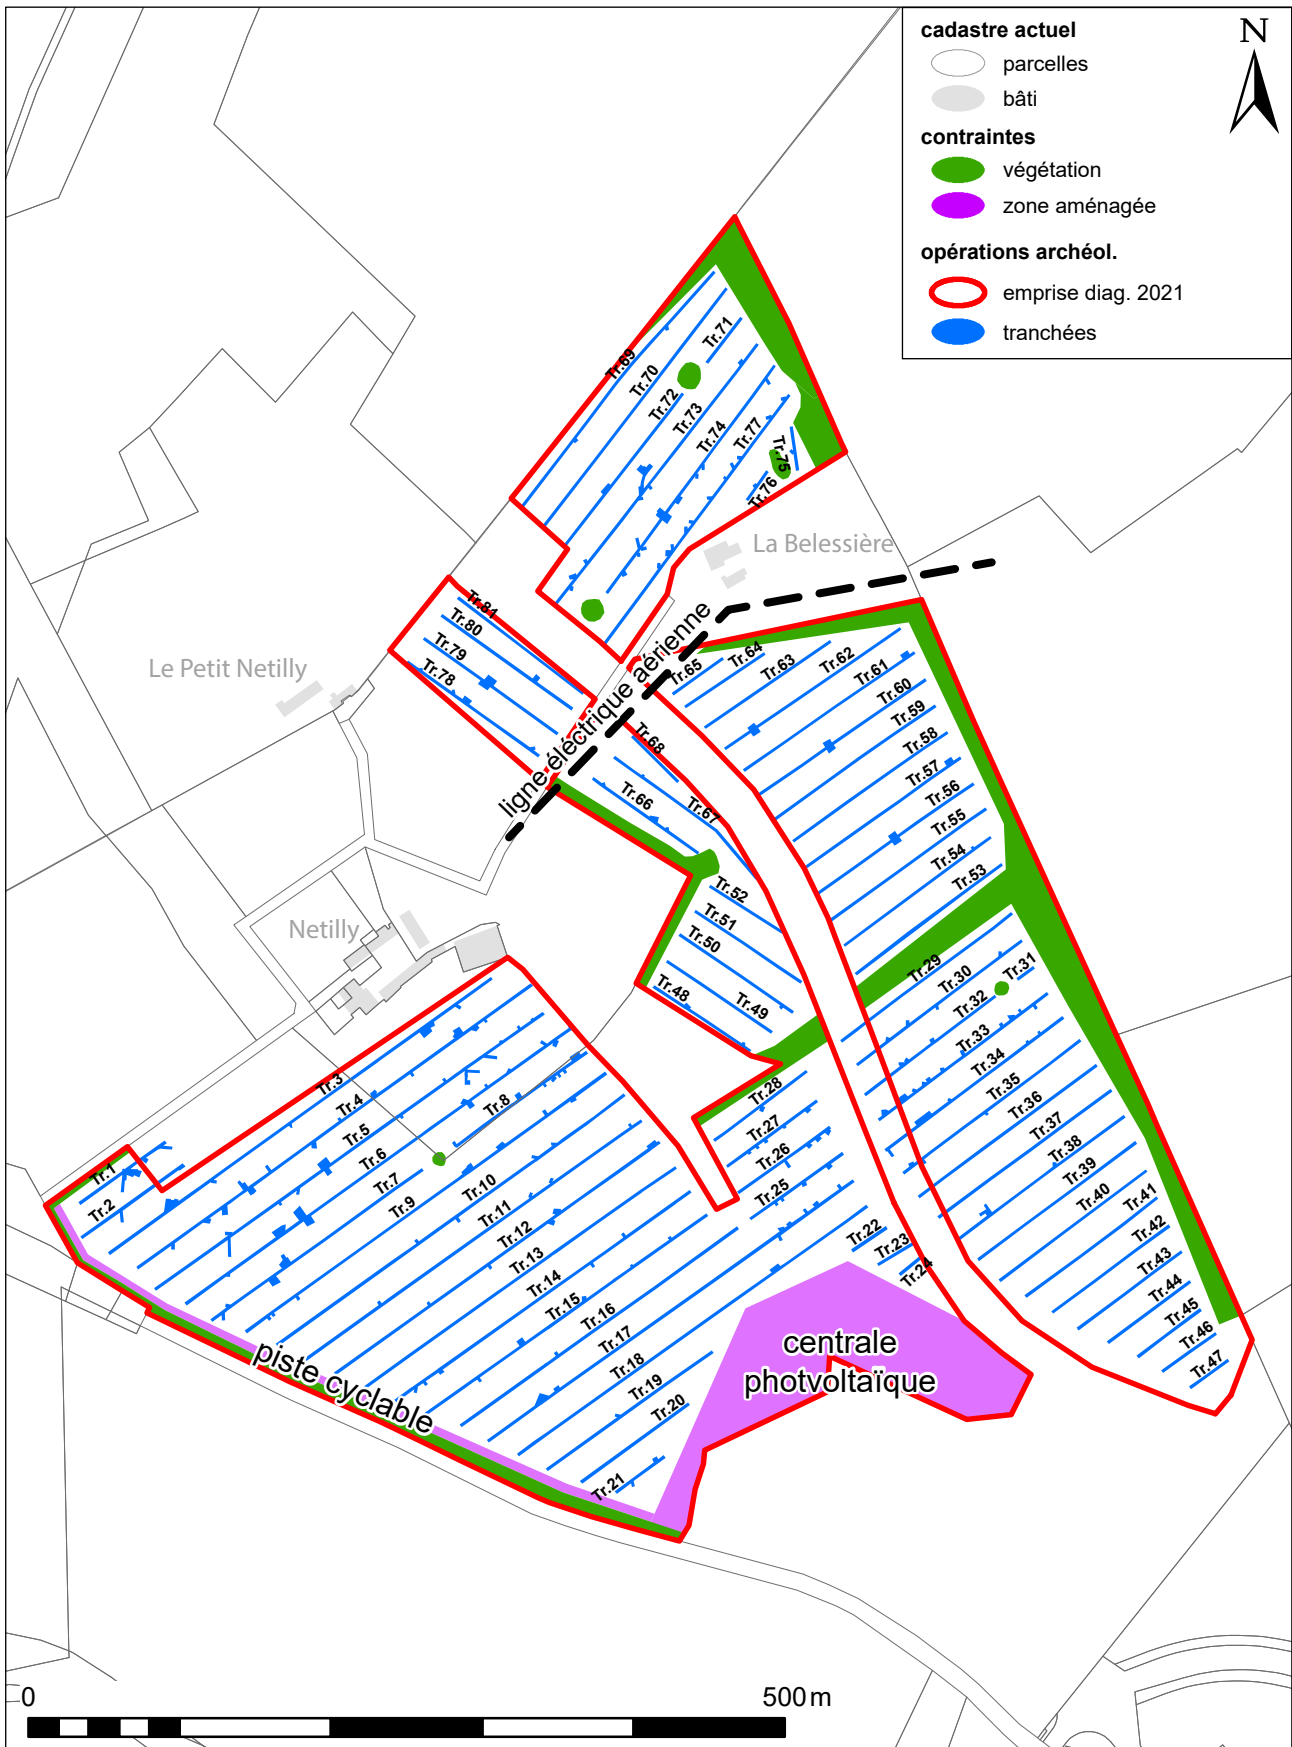 cadastre actuel
parcelles
bâti
contraintes
végétation
zone aménagée
opérations archéol.
emprise diag. 2021
tranchées
N
Tr.69
Tr.70
Tr.71
Tr.72
Tr.73
Tr.74
Tr.77
Tr.75
Tr.76
La Belessière
Tr.81
Tr.80
Tr.79
Tr.78
Le Petit Netilly
ligne éléctrique aérienne
Tr.65
Tr.64
Tr.63
Tr.62
Tr.61
Tr.60
Tr.59
Tr.58
Tr.57
Tr.56
Tr.55
Tr.54
Tr.53
Tr.68
Tr.67
Tr.66
Tr.52
Tr.51
Tr.50
Tr.49
Tr.48
Netilly
Tr.29
Tr.30
Tr.31
Tr.32
Tr.33
Tr.34
Tr.35
Tr.36
Tr.37
Tr.38
Tr.39
Tr.40
Tr.41
Tr.42
Tr.43
Tr.44
Tr.45
Tr.46
Tr.47
Tr.28
Tr.27
Tr.26
Tr.25
Tr.22
Tr.23
Tr.24
Tr.1
Tr.2
Tr.3
Tr.4
Tr.5
Tr.6
Tr.7
Tr.8
Tr.9
Tr.10
Tr.11
Tr.12
Tr.13
Tr.14
Tr.15
Tr.16
Tr.17
Tr.18
Tr.19
Tr.20
Tr.21
centrale
photvoltaïque
piste cyclable
0
500 m